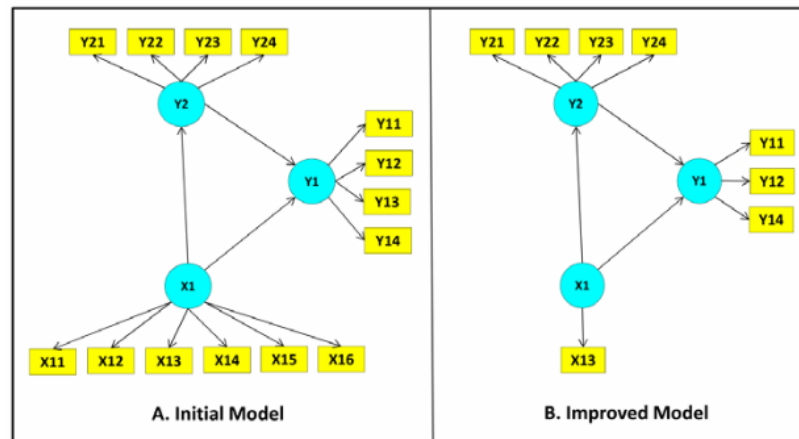 Y21 Y22 Y23 Y24
Y2
Y11
Y12
Y1
Y13
Y14
X1
X11 X12 X13 X14 X15 X16
A. Initial Model
Y21 Y22 Y23 Y24
Y2
Y11
Y1 Y12
Y14
X1
X13
B. Improved Model